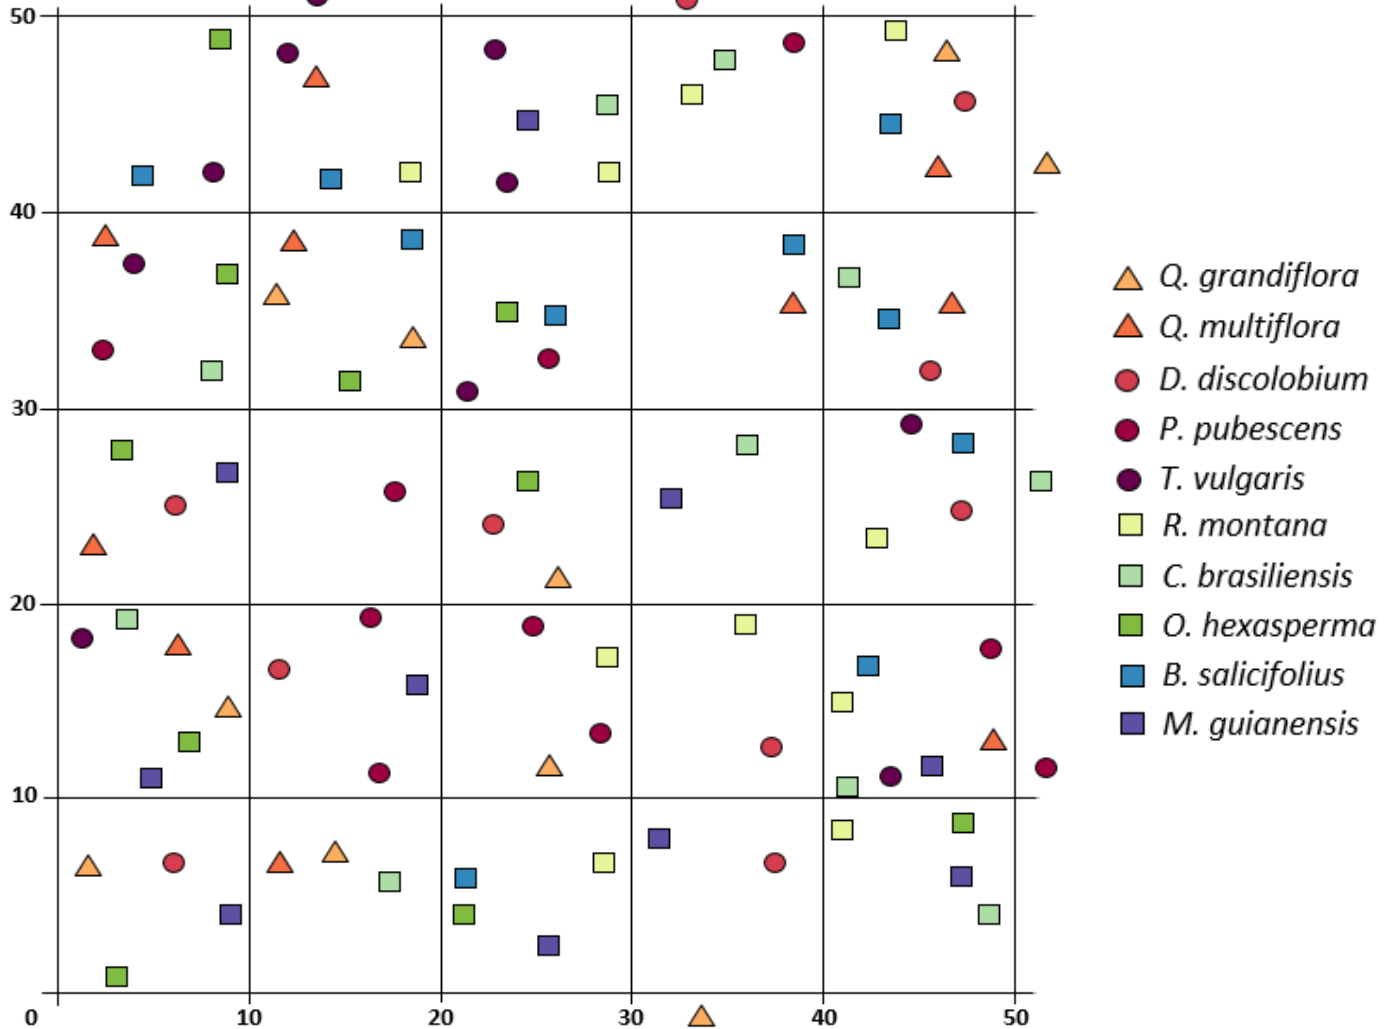 50
40
30
20
10
0 10 20 30 40 50
Q. grandiflora
Q. multiflora
D. discolobium
P. pubescens
T. vulgaris
R. montana
C. brasiliensis
O. hexasperma
B. salicifolius
M. guianensis